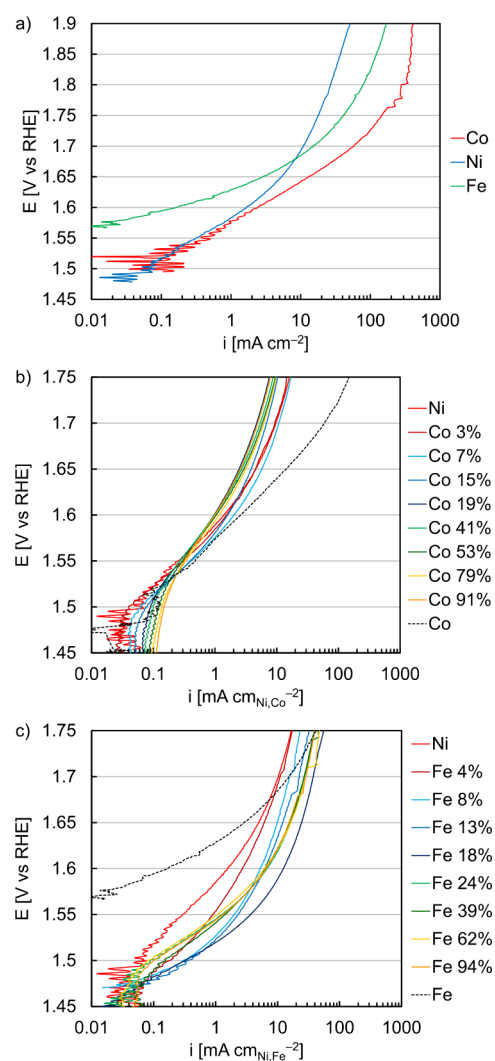 a)
1.9
1.8
1.75
1.7
1.65
1.6
1.55
1.5
1.45
E [V vs RHE]
0.01 0.1 1 10 100 1000
i [mA cm⁻²]
Co
Ni
Fe
b)
1.75
1.7
1.65
1.6
1.55
1.5
1.45
E [V vs RHE]
0.01 0.1 1 10 100 1000
i [mA cmNi,Co⁻²]
Ni
Co 3%
Co 7%
Co 15%
Co 19%
Co 41%
Co 53%
Co 79%
Co 91%
Co
c)
1.75
1.7
1.65
1.6
1.55
1.5
1.45
E [V vs RHE]
0.01 0.1 1 10 100 1000
i [mA cmNi,Fe⁻²]
Ni
Fe 4%
Fe 8%
Fe 13%
Fe 18%
Fe 24%
Fe 39%
Fe 62%
Fe 94%
Fe